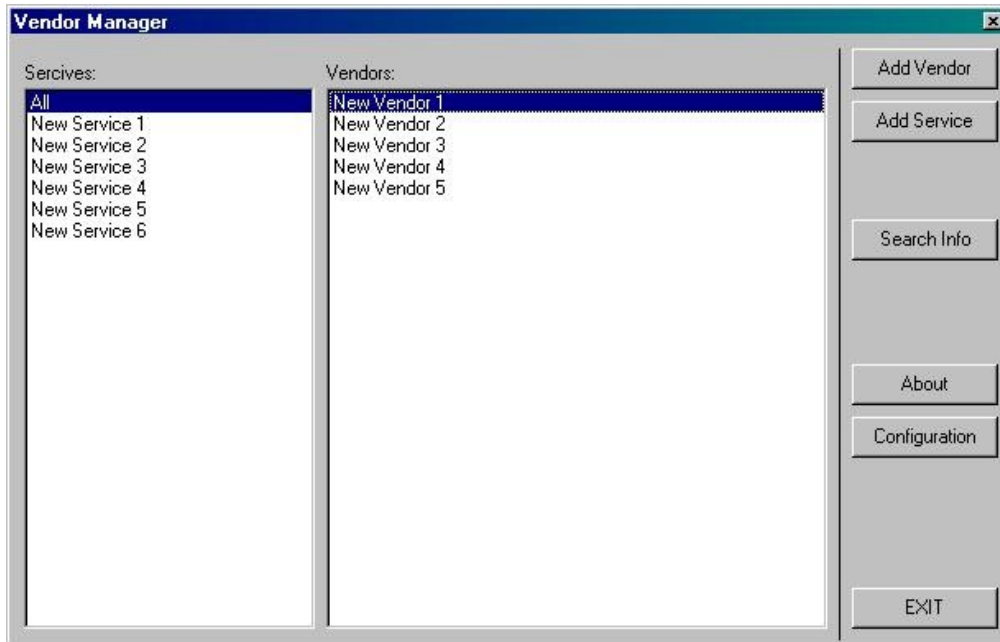 Vendor Manager
Sercives:
All
New Service 1
New Service 2
New Service 3
New Service 4
New Service 5
New Service 6
Vendors:
New Vendor 1
New Vendor 2
New Vendor 3
New Vendor 4
New Vendor 5
Add Vendor
Add Service
Search Info
About
Configuration
EXIT